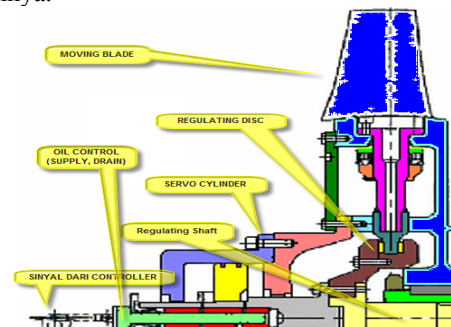 MOVING BLADE
REGULATING DISC
OIL CONTROL
(SUPPLY, DRAIN)
SERVO CYLINDER
Regulating Shaft
SINYAL DARI CONTROLLER